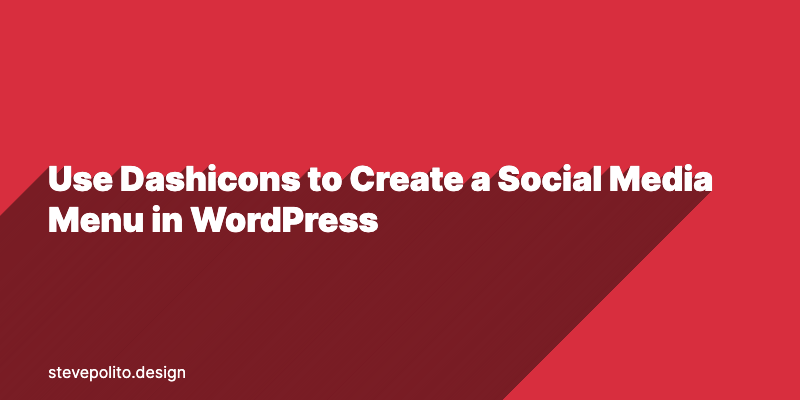 Use Dashicons to Create a Social Media
Menu in WordPress
stevepolito.design